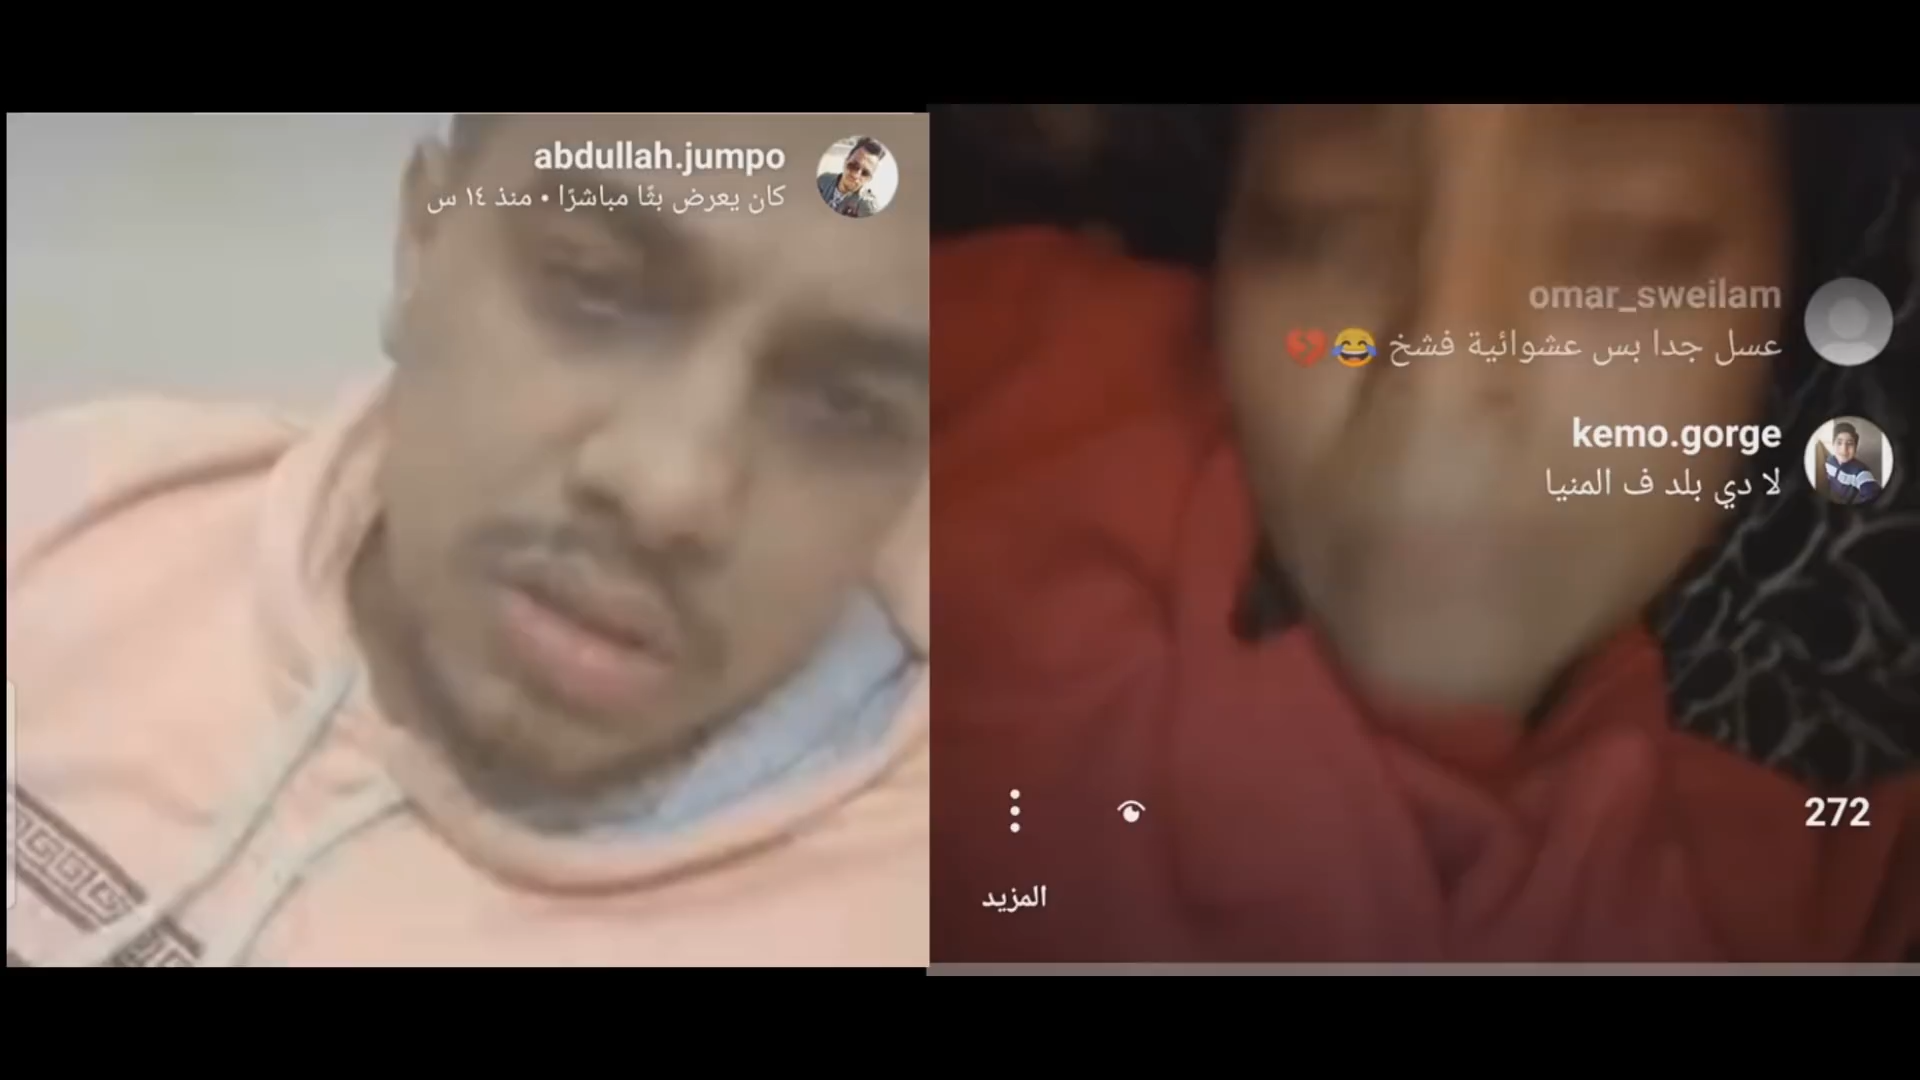 abdullah.jumpo
كان يعرض بثًا مباشرًا • منذ ١٤ س
omar_sweilam
عسل جدا بس عشوائية فشخ 😂💔
kemo.gorge
لا دي بلد ف المنيا
272
المزيد